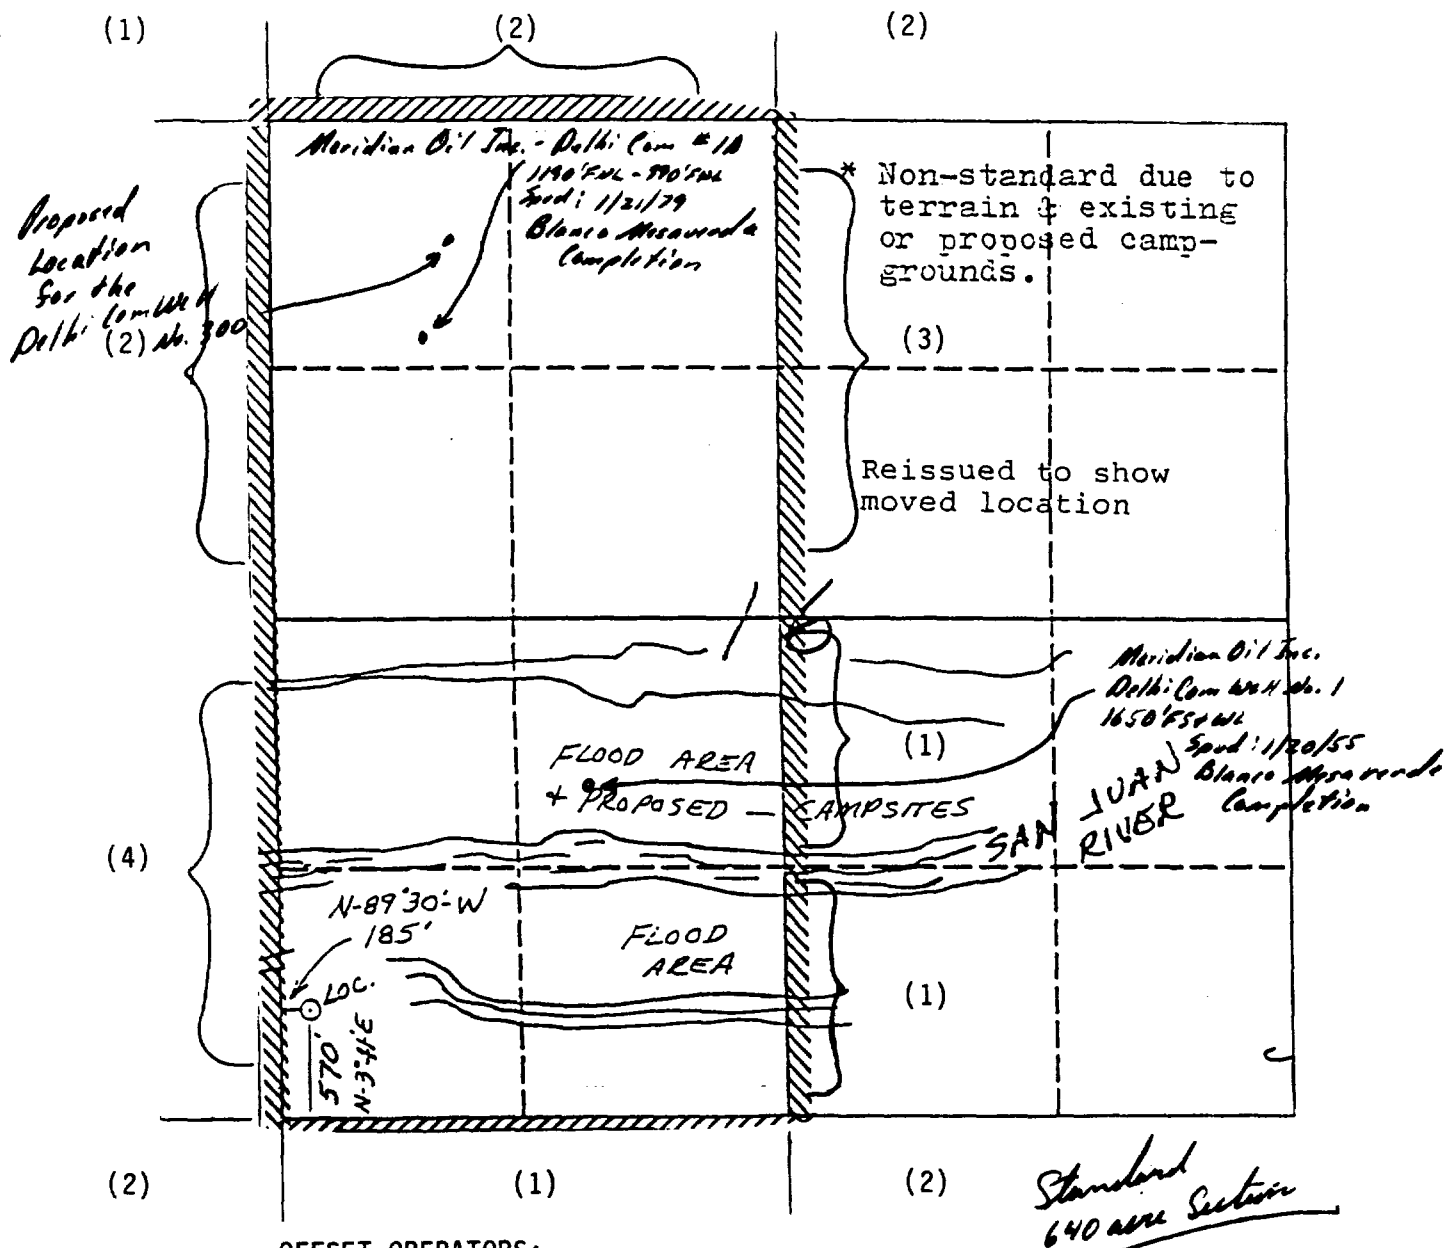 (1)
(2)
(2)
Meridian Oil Inc. - Delhi Com #1A
1190'FNL - 990'FWL
Spud: 1/21/79
Blanco Mesaverde
Completion
Proposed
Location
for the
Delhi Com Well
No. 300
(2)
* Non-standard due to
terrain & existing
or proposed camp-
grounds.
(3)
Reissued to show
moved location
Meridian Oil Inc.
Delhi Com Well No. 1
1650'FS+WL
Spud: 1/20/55
Blanco Mesaverde
Completion
(1)
FLOOD AREA
+ PROPOSED — CAMPSITES
SAN JUAN
RIVER
(4)
N-89°30'-W
185'
FLOOD
AREA
LOC.
(1)
570'
(2)
(1)
(2)
Standard
640 acre Section
OFFSET OPERATORS: